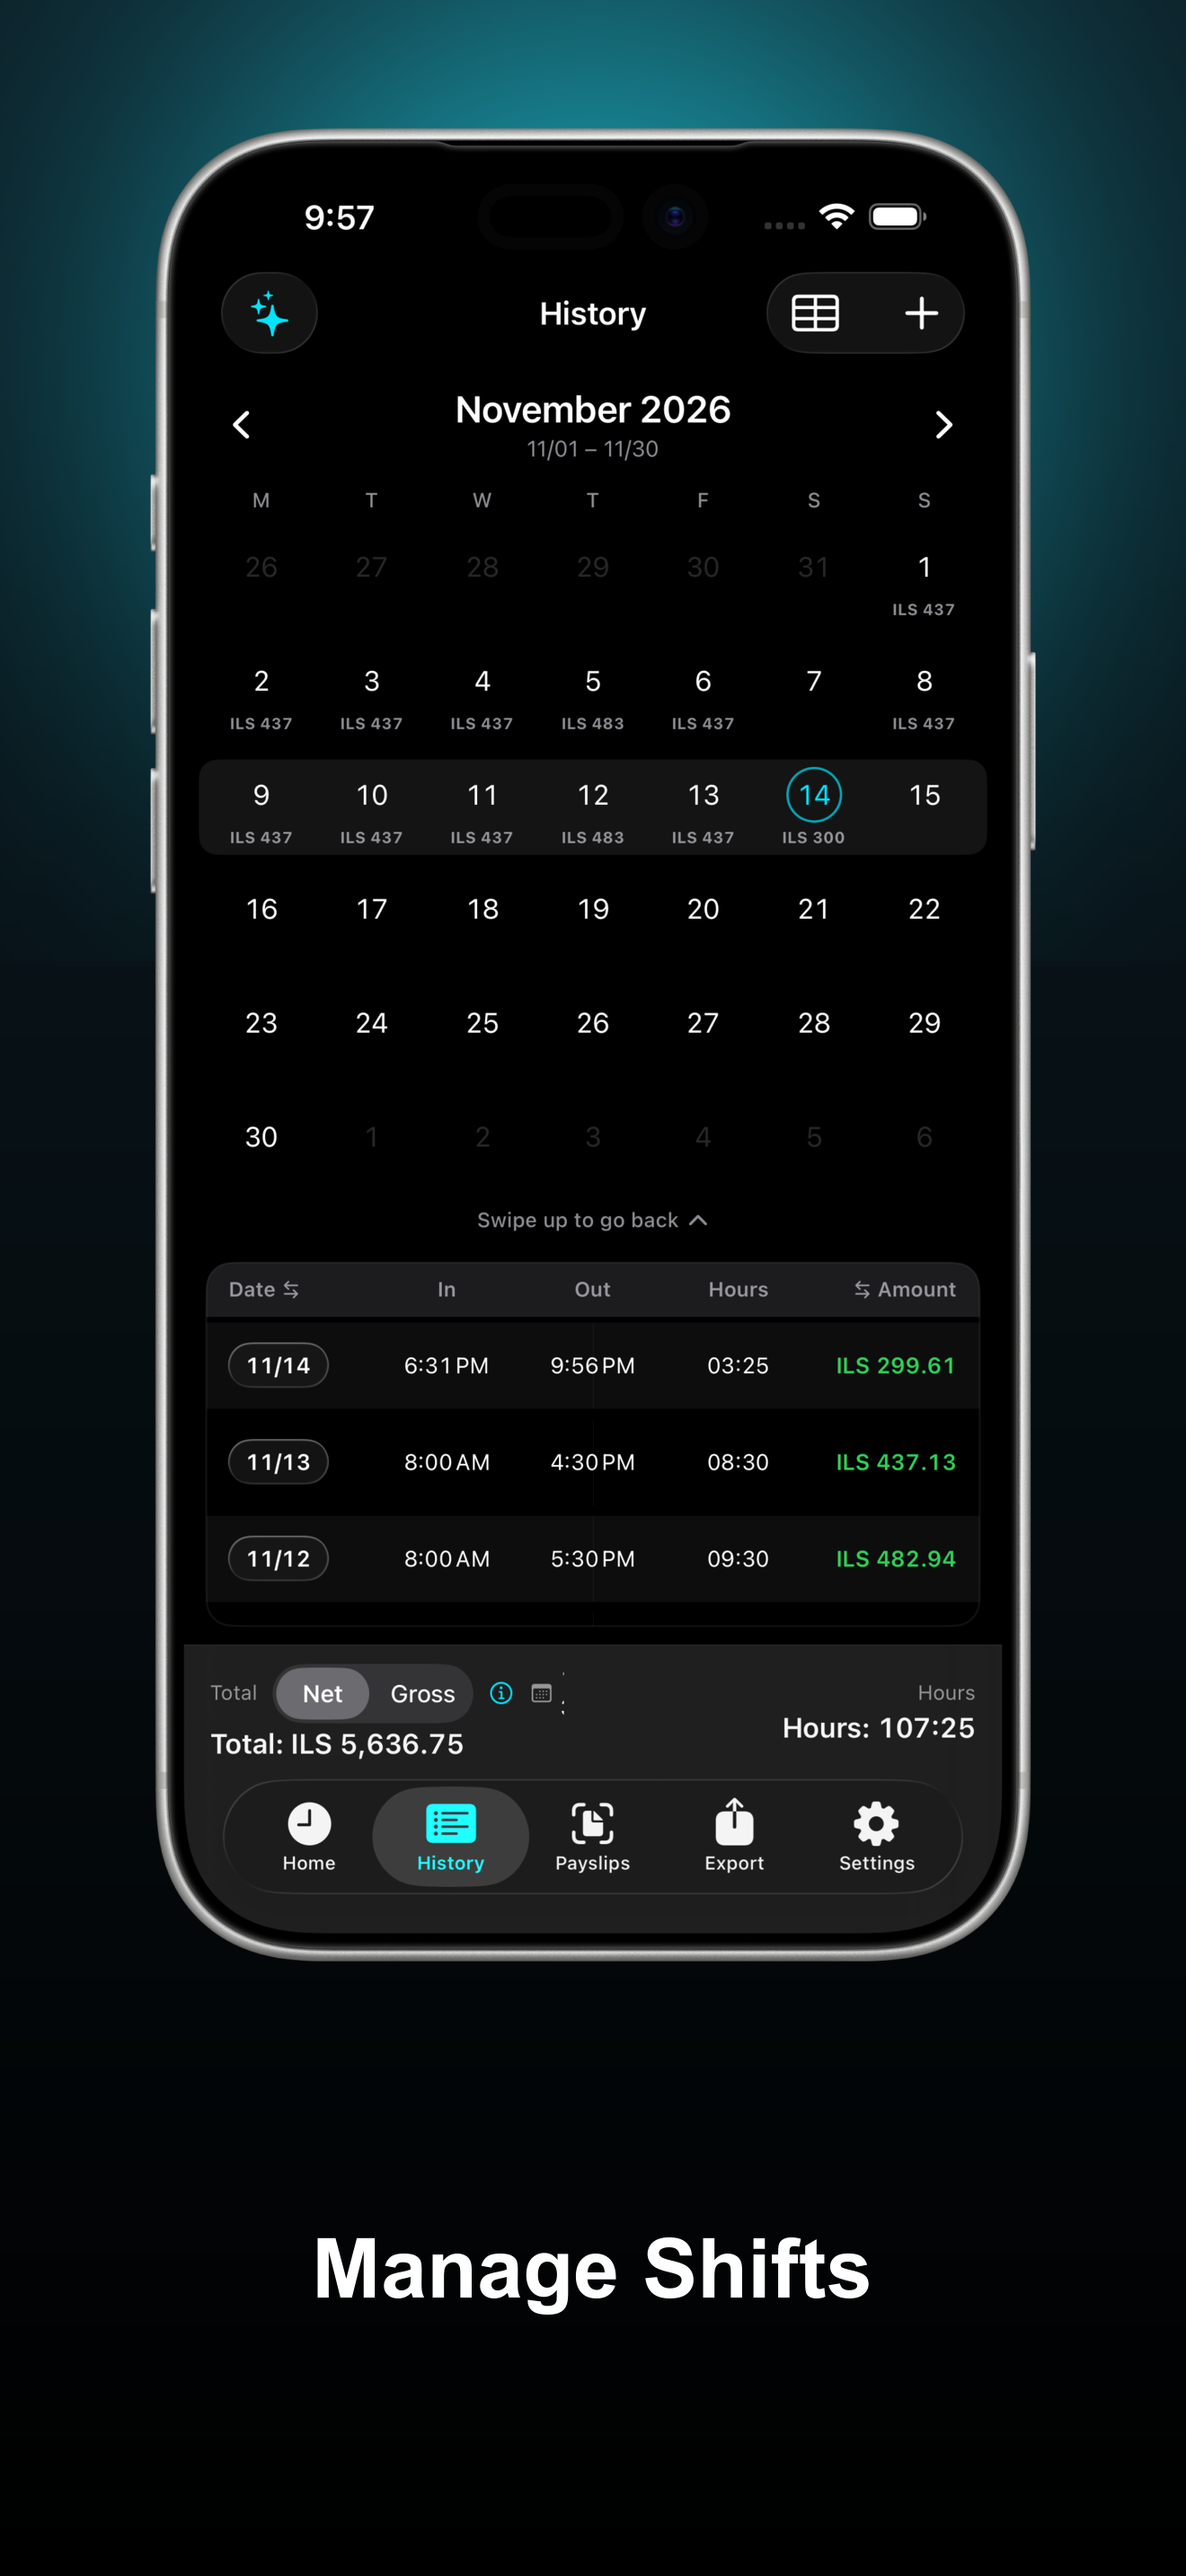 9:57
History
November 2026
11/01 – 11/30
M T W T F S S
26 27 28 29 30 31 1
ILS 437
2 3 4 5 6 7 8
ILS 437 ILS 437 ILS 437 ILS 483 ILS 437 ILS 437
9 10 11 12 13 14 15
ILS 437 ILS 437 ILS 437 ILS 483 ILS 437 ILS 300
16 17 18 19 20 21 22
23 24 25 26 27 28 29
30 1 2 3 4 5 6
Swipe up to go back
Date In Out Hours Amount
11/14 6:31 PM 9:56 PM 03:25 ILS 299.61
11/13 8:00 AM 4:30 PM 08:30 ILS 437.13
11/12 8:00 AM 5:30 PM 09:30 ILS 482.94
Total Net Gross Hours
Total: ILS 5,636.75 Hours: 107:25
Home History Payslips Export Settings
Manage Shifts